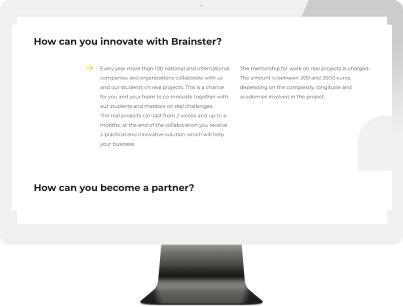 How can you innovate with Brainster?
Every year more than 100 national and international
companies and organizations collaborate with us
and our students on real projects. This is a chance
for you and your team to co-innovate together with
our students and mentors on real challenges.
The real projects can last from 2 weeks and up to 4
months, at the end of the collaboration you receive
a practical and innovative solution which will help
your business.
The mentorship for work on real projects is charged.
The amount is between 200 and 2000 euros,
depending on the complexity, longitude and
academies involved in the project.
How can you become a partner?